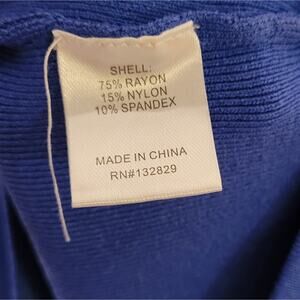 SHELL:
75% RAYON
15% NYLON
10% SPANDEX
MADE IN CHINA
RN#132829